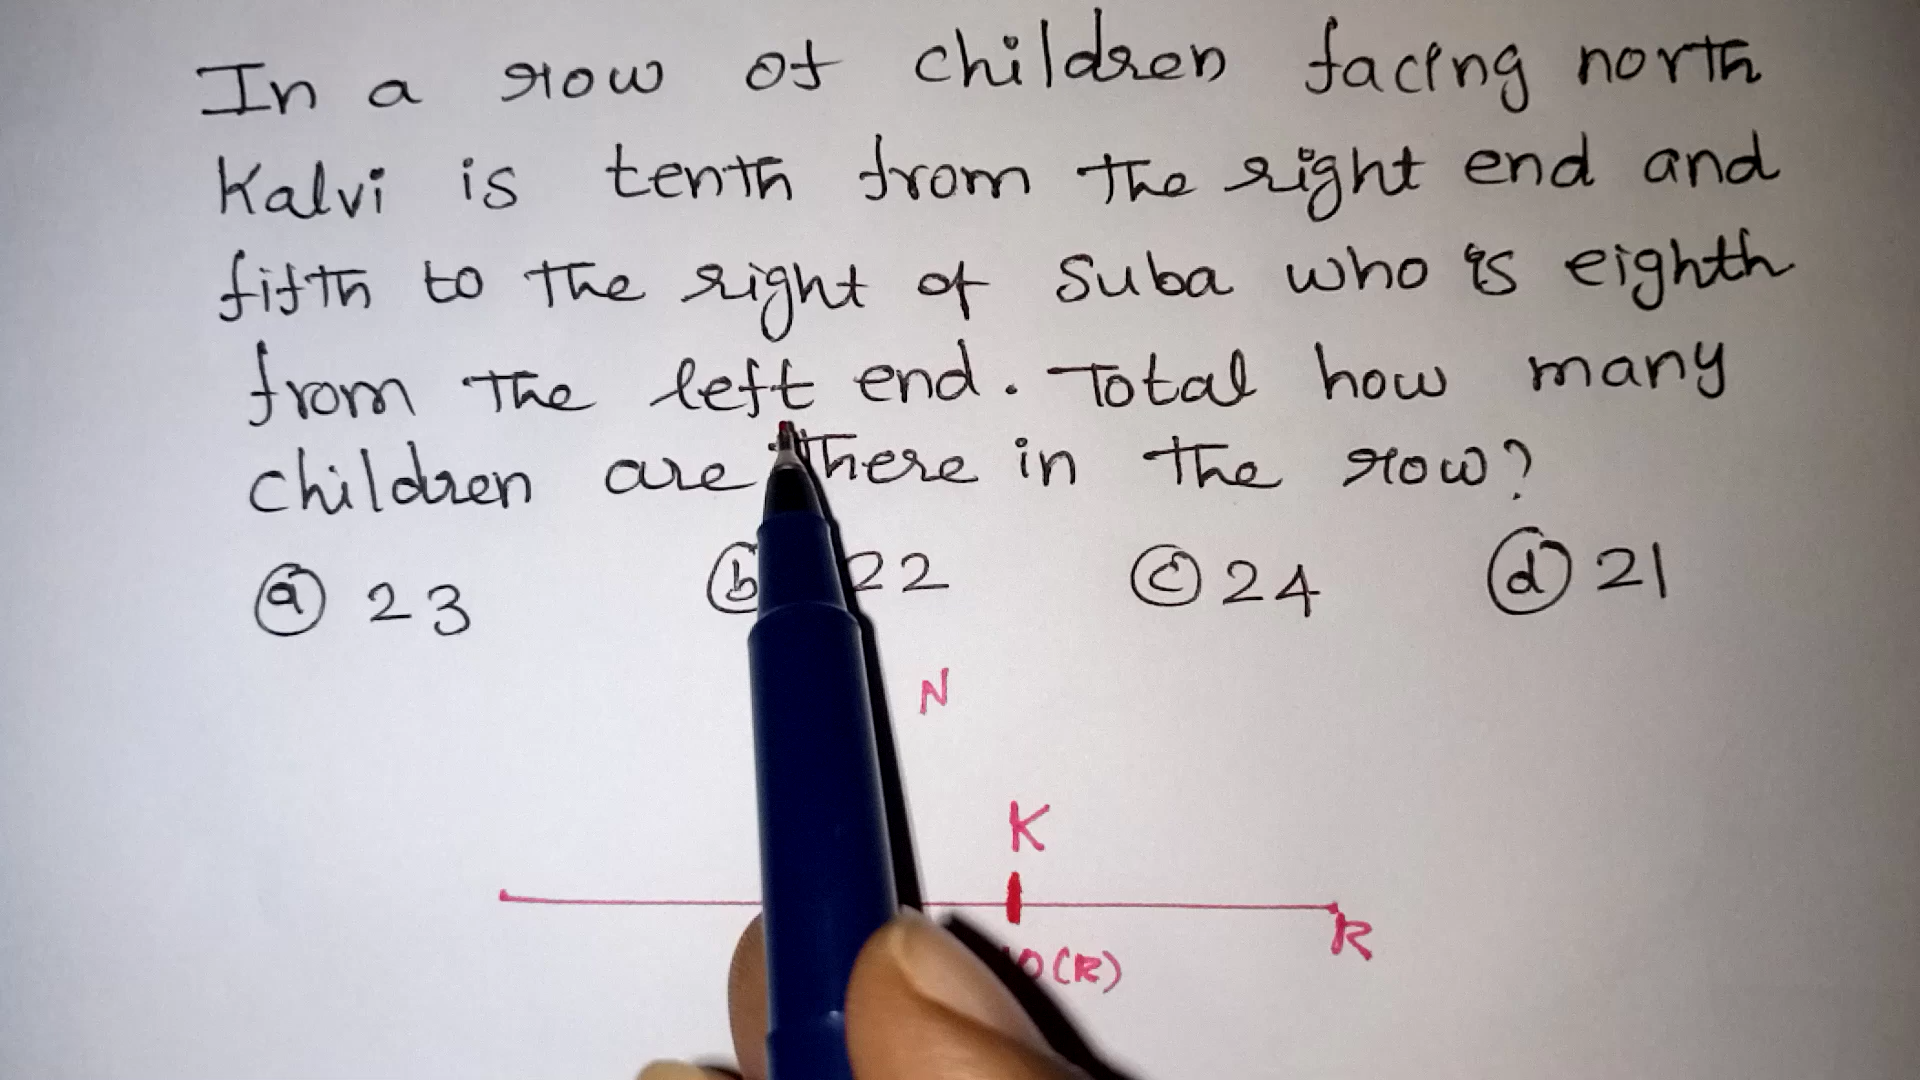 In a row of children facing north
Kalvi is tenth from the right end and
fifth to the right of Suba who is eighth
from the left end. Total how many
children are there in the row?
(a) 23 (b) 22 (c) 24 (d) 21
N
K
R
10(R)